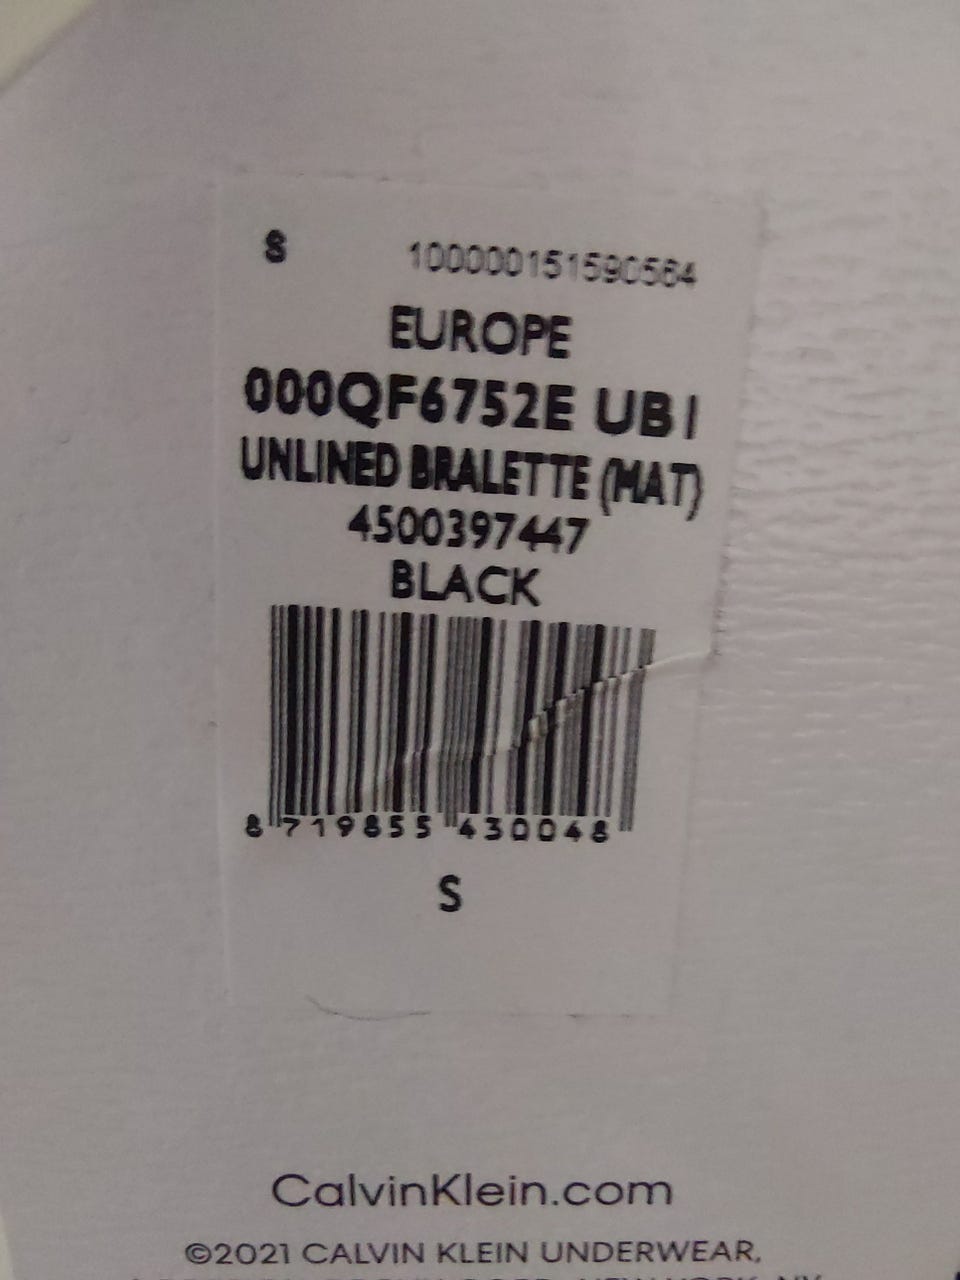 S 100000151590564
EUROPE
000QF6752E UB1
UNLINED BRALETTE (MAT)
4500397447
BLACK
8 719855 430048
S
CalvinKlein.com
©2021 CALVIN KLEIN UNDERWEAR,